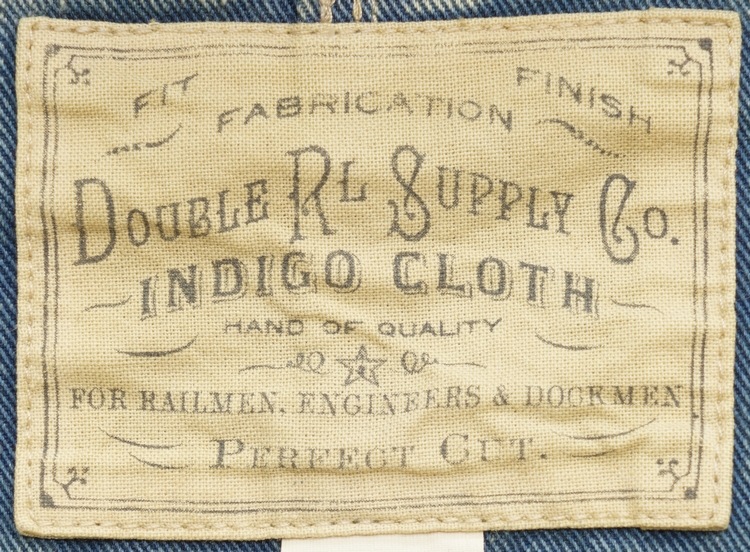 FIT FABRICATION FINISH
DOUBLE RL SUPPLY CO.
INDIGO CLOTH
HAND OF QUALITY
FOR RAILMEN, ENGINEERS & DOCKMEN
PERFECT CUT.